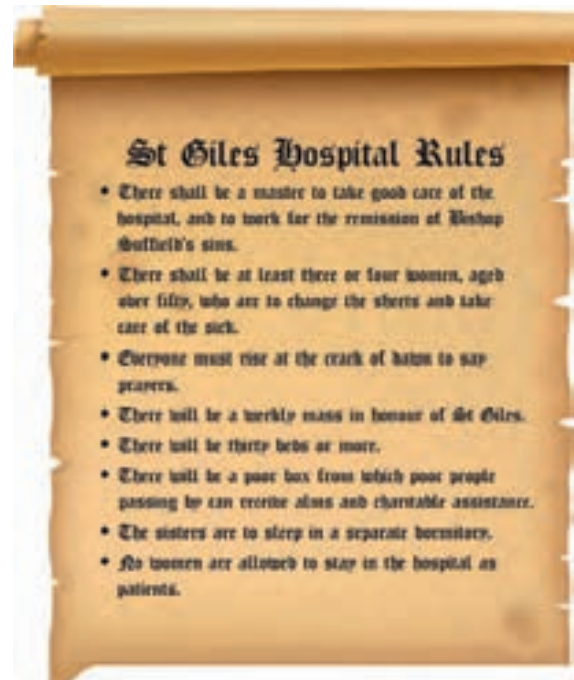 St Giles Hospital Rules
• There shall be a master to take good care of the
hospital, and to work for the remission of Bishop
Suffield's sins.
• There shall be at least three or four women, aged
over fifty, who are to change the sheets and take
care of the sick.
• Everyone must rise at the crack of dawn to say
prayers.
• There will be a weekly mass in honour of St Giles.
• There will be thirty beds or more.
• There will be a poor box from which poor people
passing by can receive alms and charitable assistance.
• The sisters are to sleep in a separate dormitory.
• No women are allowed to stay in the hospital as
patients.